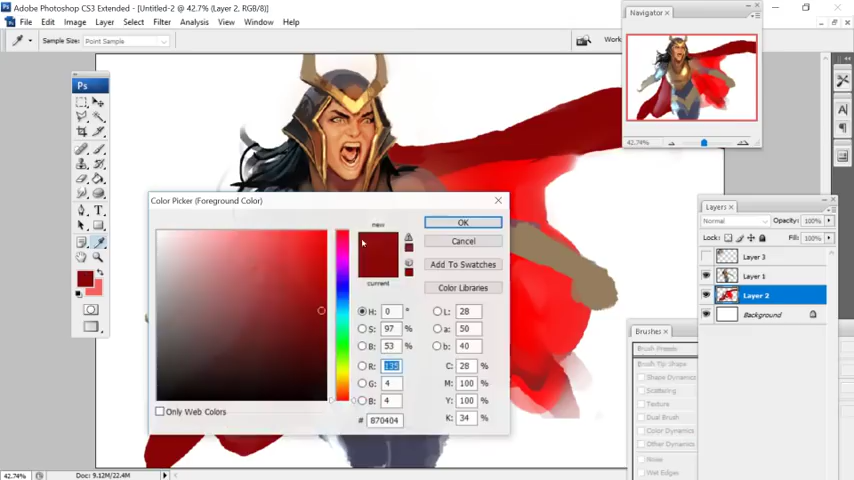 Adobe Photoshop CS3 Extended - [Untitled-2 @ 42.7% (Layer 2, RGB/8)]
File Edit Image Layer Select Filter Analysis View Window Help
Sample Size: Point Sample
Work
Navigator
42.74%
Ps
Color Picker (Foreground Color)
new
current
OK
Cancel
Add To Swatches
Color Libraries
H: 0 °
S: 97 %
B: 53 %
R: 135
G: 4
B: 4
# 870404
L: 28
a: 50
b: 40
C: 28 %
M: 100 %
Y: 100 %
K: 34 %
Only Web Colors
Layers
Normal Opacity: 100%
Lock: Fill: 100%
Layer 3
Layer 1
Layer 2
Background
Brushes
Brush Presets
Brush Tip Shape
Shape Dynamics
Scattering
Texture
Dual Brush
Color Dynamics
Other Dynamics
Noise
Wet Edges
42.74% Doc: 9.12M/22.4M